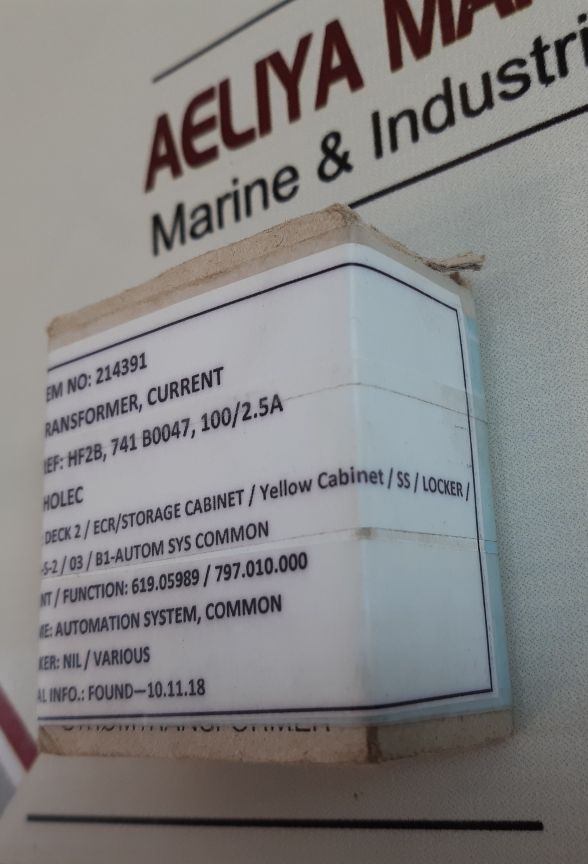 AELIYA MA
Marine & Industri
EM NO: 214391
RANSFORMER, CURRENT
EF: HF2B, 741 B0047, 100/2.5A
HOLEC
DECK 2 / ECR/STORAGE CABINET / Yellow Cabinet / SS / LOCKER /
-S-2 / 03 / B1-AUTOM SYS COMMON
NT / FUNCTION: 619.05989 / 797.010.000
ME: AUTOMATION SYSTEM, COMMON
KER: NIL / VARIOUS
AL INFO.: FOUND—10.11.18